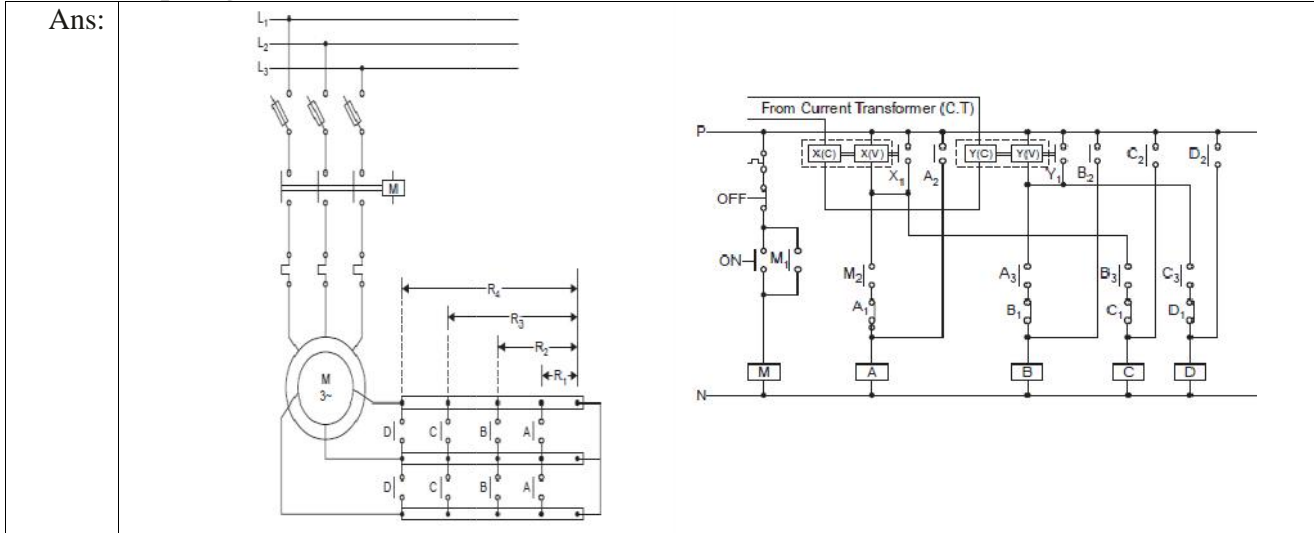 Ans:
L1
L2
L3
M
R4
R3
R2
R1
M
3~
D C B A
D C B A
From Current Transformer (C.T)
P
X(C) X(V) X1 A2 Y(C) Y(V) Y1 B2 C2 D2
OFF
ON M1 M2 A3 B3 C3
A1 B1 C1 D1
M A B C D
N